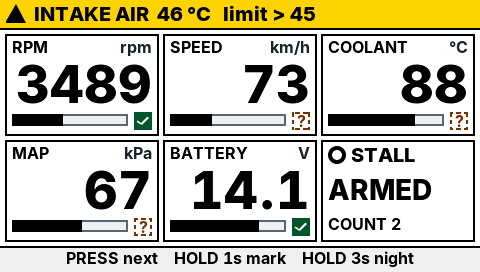 INTAKE AIR 46 °C limit > 45
RPM rpm
3489
SPEED km/h
73
?
COOLANT °C
88
?
MAP kPa
67
?
BATTERY V
14.1
STALL
ARMED
COUNT 2
PRESS next HOLD 1s mark HOLD 3s night